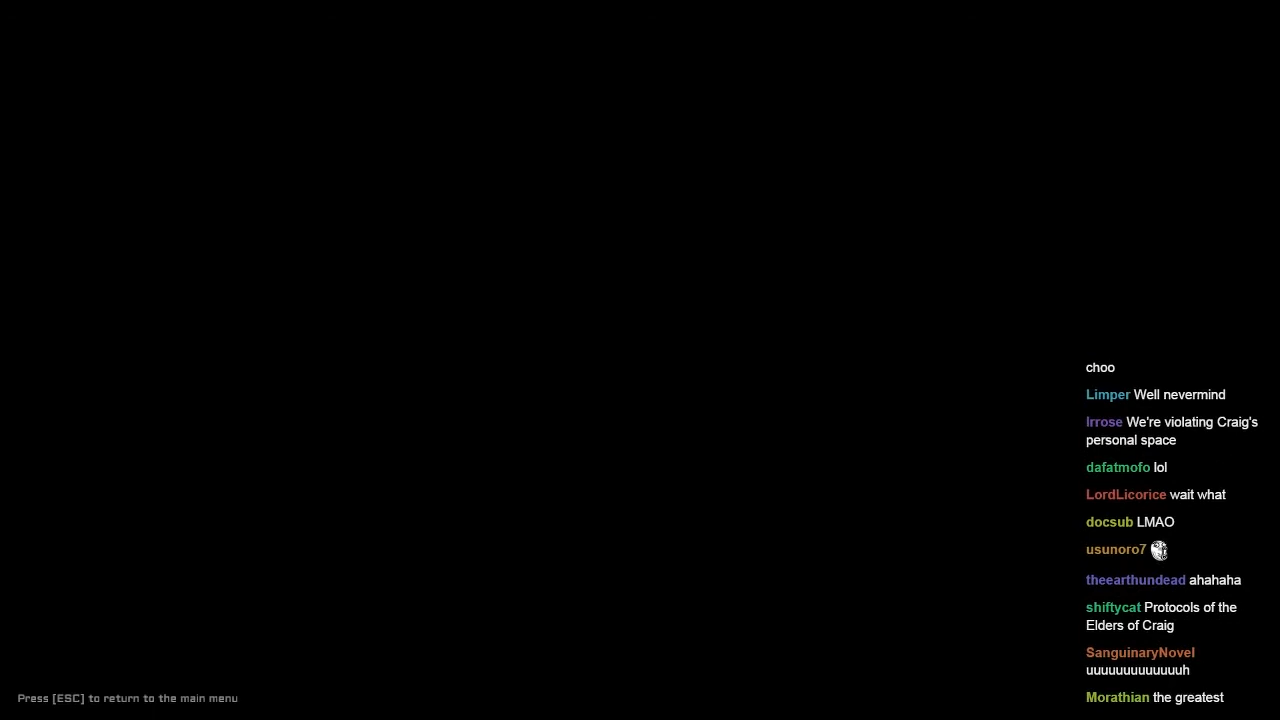 choo
Limper Well nevermind
Irrose We're violating Craig's
personal space
dafatmofo lol
LordLicorice wait what
docsub LMAO
usunoro7
theearthundead ahahaha
shiftycat Protocols of the
Elders of Craig
SanguinaryNovel
uuuuuuuuuuuuuh
Morathian the greatest
Press [ESC] to return to the main menu